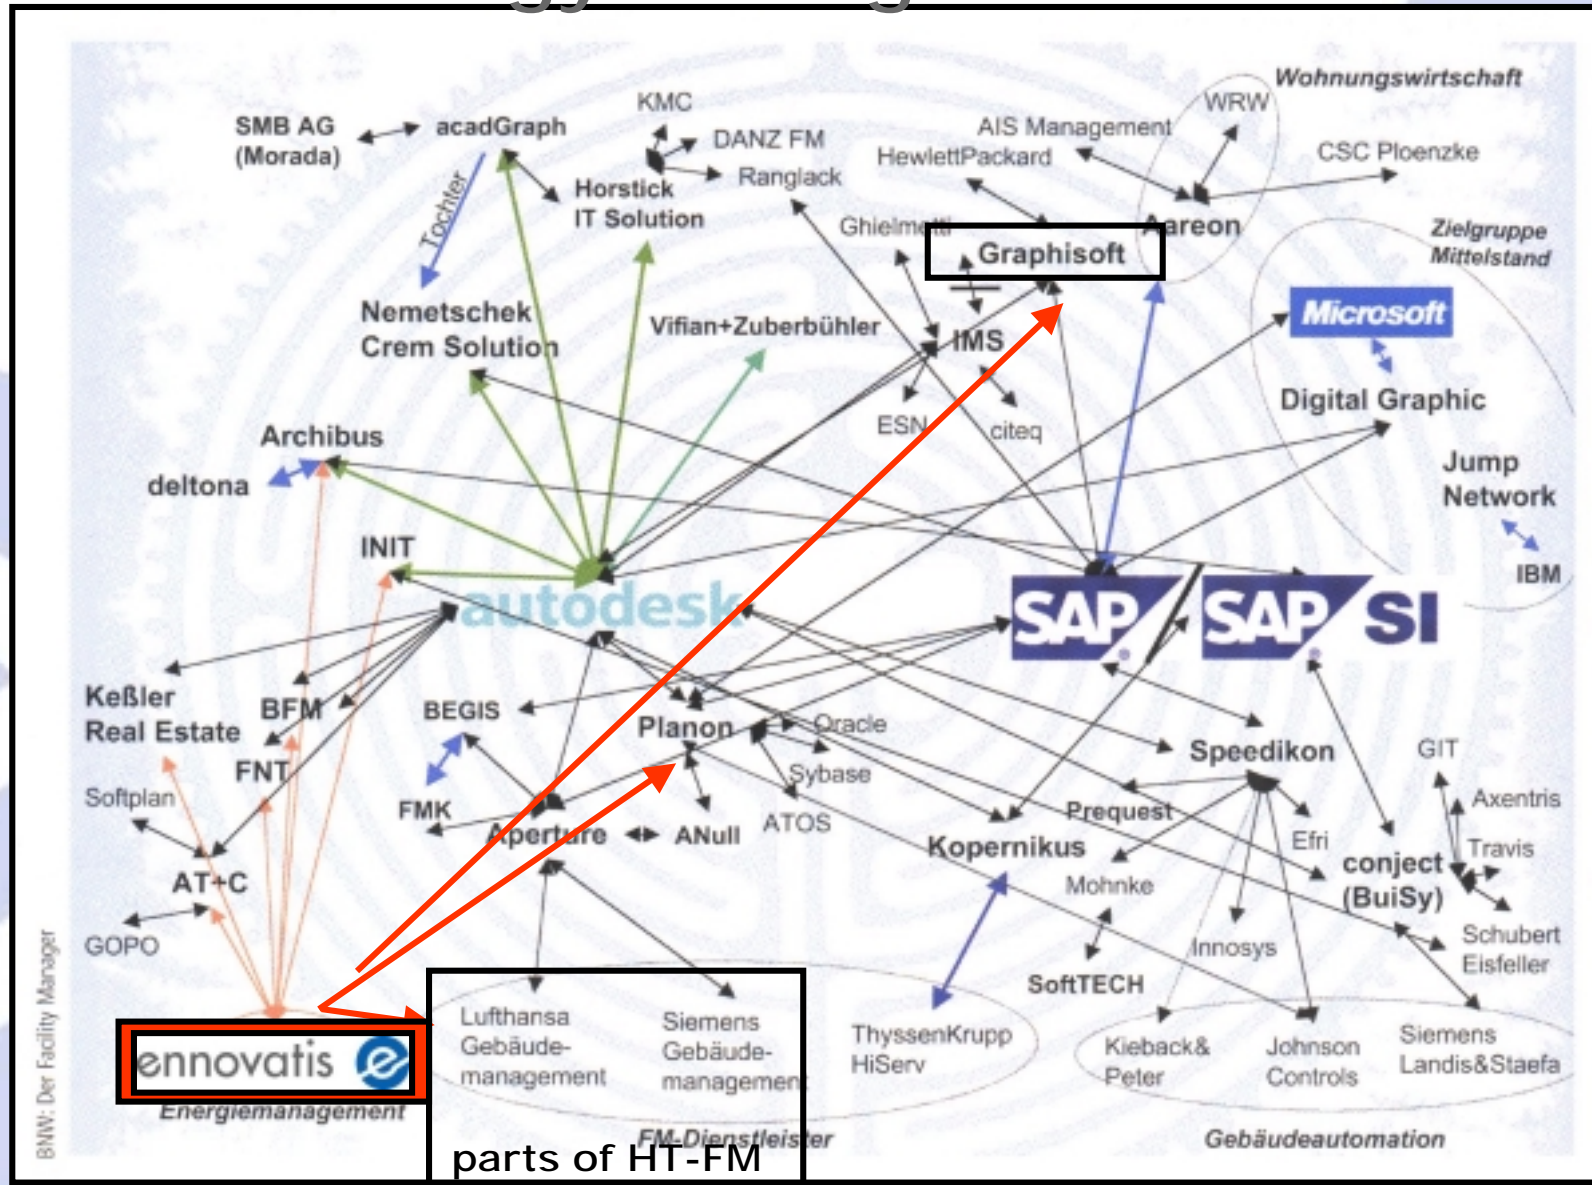 Wohnungswirtschaft
KMC
WRW
SMB AG
(Morada)
acadGraph
DANZ FM
AIS Management
HewlettPackard
CSC Ploenzke
Ranglack
Tochter
Horstick
IT Solution
Ghielmetti
Aareon
Zielgruppe
Mittelstand
Graphisoft
Nemetschek
Crem Solution
Vifian+Zuberbühler
IMS
Microsoft
Digital Graphic
ESN
citeq
Archibus
deltona
Jump
Network
INIT
IBM
autodesk
SAP
SAP SI
Keßler
Real Estate
BFM
BEGIS
Planon
Oracle
Speedikon
GIT
FNT
Sybase
Softplan
FMK
Aperture
ANull
ATOS
Prequest
Axentris
Efri
Travis
Kopernikus
conject
(BuiSy)
AT+C
Mohnke
GOPO
Innosys
Schubert
Eisfeller
SoftTECH
BNW: Der Facility Manager
ennovatis e
Energiemanagement
Lufthansa
Gebäude-
management
Siemens
Gebäude-
management
ThyssenKrupp
HiServ
Kieback&
Peter
Johnson
Controls
Siemens
Landis&Staefa
FM-Dienstleister
Gebäudeautomation
parts of HT-FM